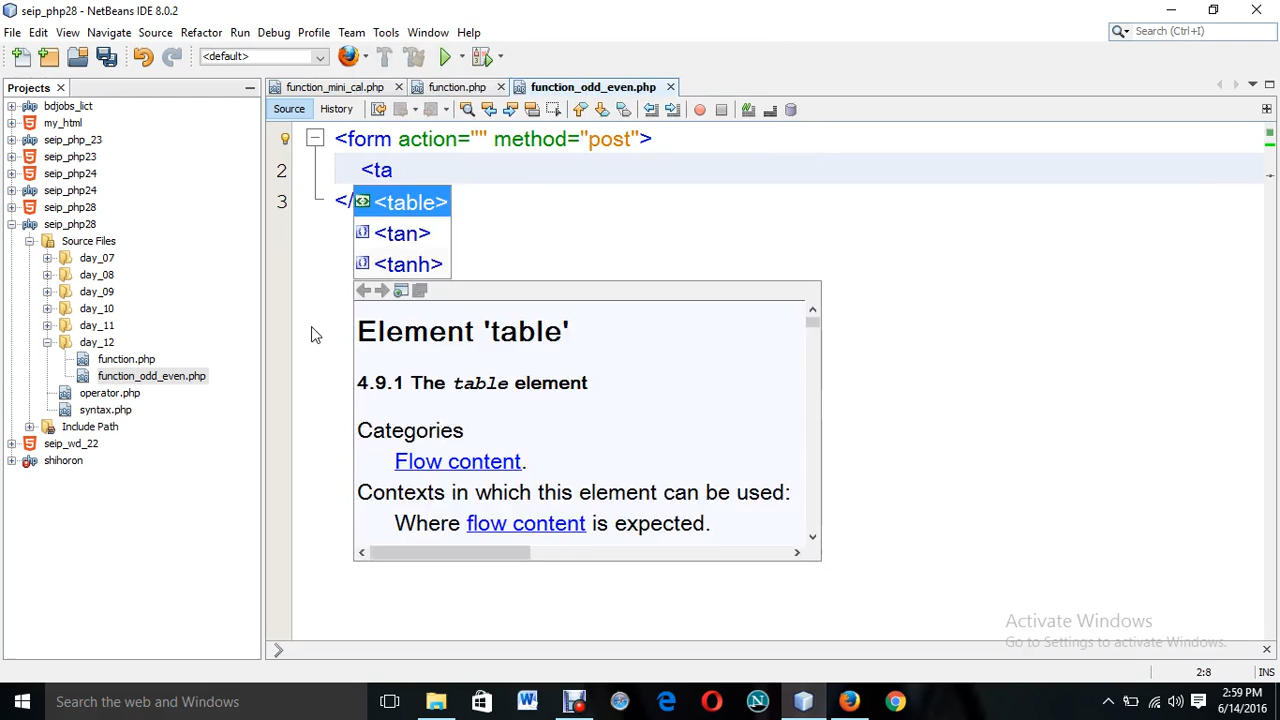 seip_php28 - NetBeans IDE 8.0.2
File Edit View Navigate Source Refactor Run Debug Profile Team Tools Window Help
Search (Ctrl+I)
<default>
Projects
function_mini_cal.php
function.php
function_odd_even.php
Source
History
bdjobs_lict
my_html
seip_php_23
seip_php23
seip_php24
seip_php24
seip_php28
seip_php28
Source Files
day_07
day_08
day_09
day_10
day_11
day_12
function.php
function_odd_even.php
operator.php
syntax.php
Include Path
seip_wd_22
shihoron
<form action="" method="post">
2 <ta
3 </
<table>
<tan>
<tanh>
Element 'table'
4.9.1 The table element
Categories
Flow content.
Contexts in which this element can be used:
Where flow content is expected.
Activate Windows
Go to Settings to activate Windows.
2:8
INS
Search the web and Windows
2:59 PM
6/14/2016